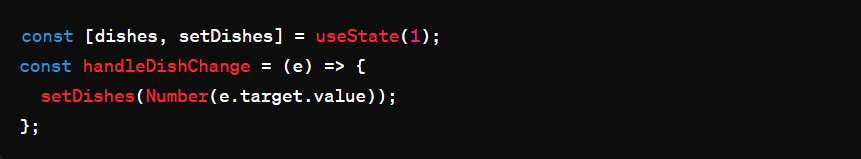 const [dishes, setDishes] = useState(1);
const handleDishChange = (e) => {
  setDishes(Number(e.target.value));
};